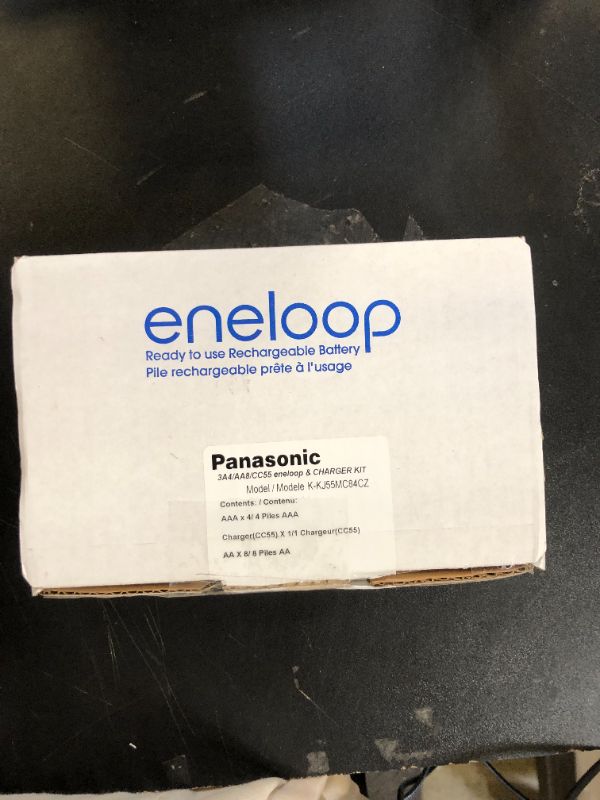 eneloop
Ready to use Rechargeable Battery
Pile rechargeable prête à l'usage
Panasonic
3A4/AA8/CC55 eneloop & CHARGER KIT
Model / Modele K-KJ55MC84CZ
Contents: / Contenu:
AAA x 4/ 4 Piles AAA
Charger(CC55) X 1/1 Chargeur(CC55)
AA X 8/ 8 Piles AA